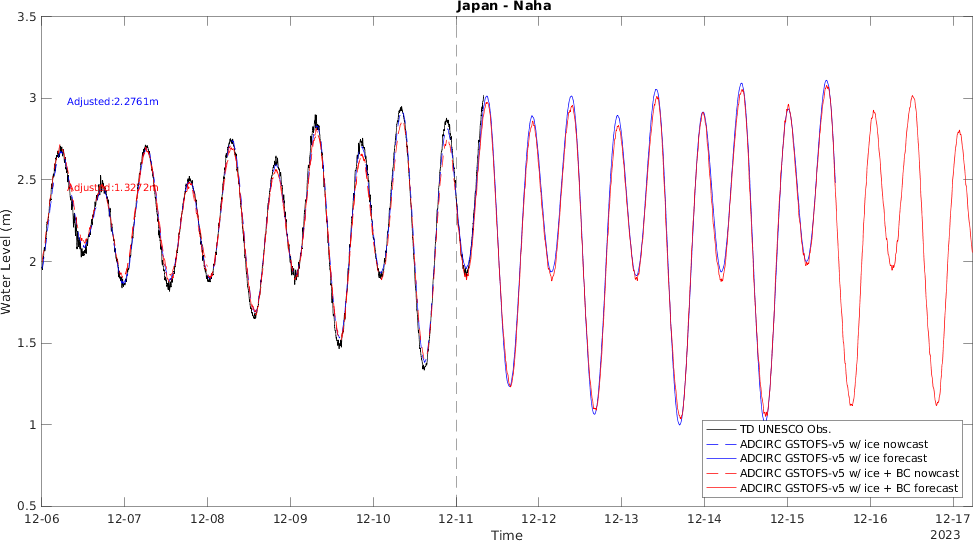 Japan - Naha
3.5
3
2.5
2
1.5
1
0.5
Water Level (m)
Adjusted:2.2761m
Adjusted:1.3272m
TD UNESCO Obs.
ADCIRC GSTOFS-v5 w/ ice nowcast
ADCIRC GSTOFS-v5 w/ ice forecast
ADCIRC GSTOFS-v5 w/ ice + BC nowcast
ADCIRC GSTOFS-v5 w/ ice + BC forecast
12-06 12-07 12-08 12-09 12-10 12-11 12-12 12-13 12-14 12-15 12-16 12-17
Time
2023